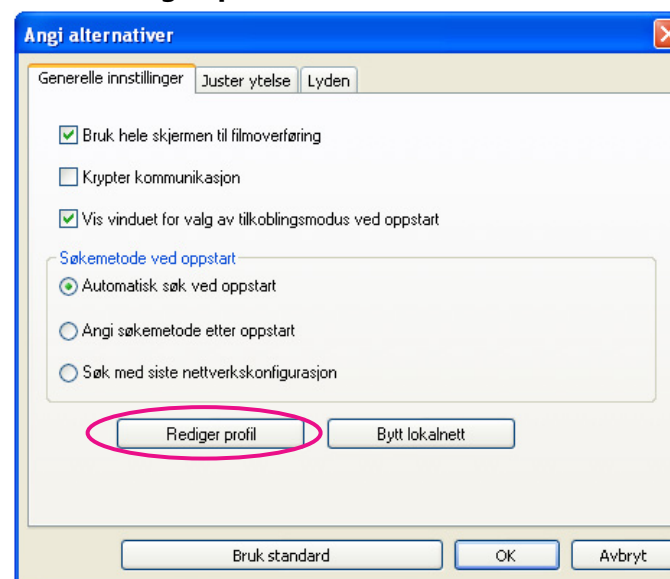 Angi alternativer
Generelle innstillinger Juster ytelse Lyden
Bruk hele skjermen til filmoverføring
Krypter kommunikasjon
Vis vinduet for valg av tilkoblingsmodus ved oppstart
Søkemetode ved oppstart
Automatisk søk ved oppstart
Angi søkemetode etter oppstart
Søk med siste nettverkskonfigurasjon
Rediger profil Bytt lokalnett
Bruk standard OK Avbryt